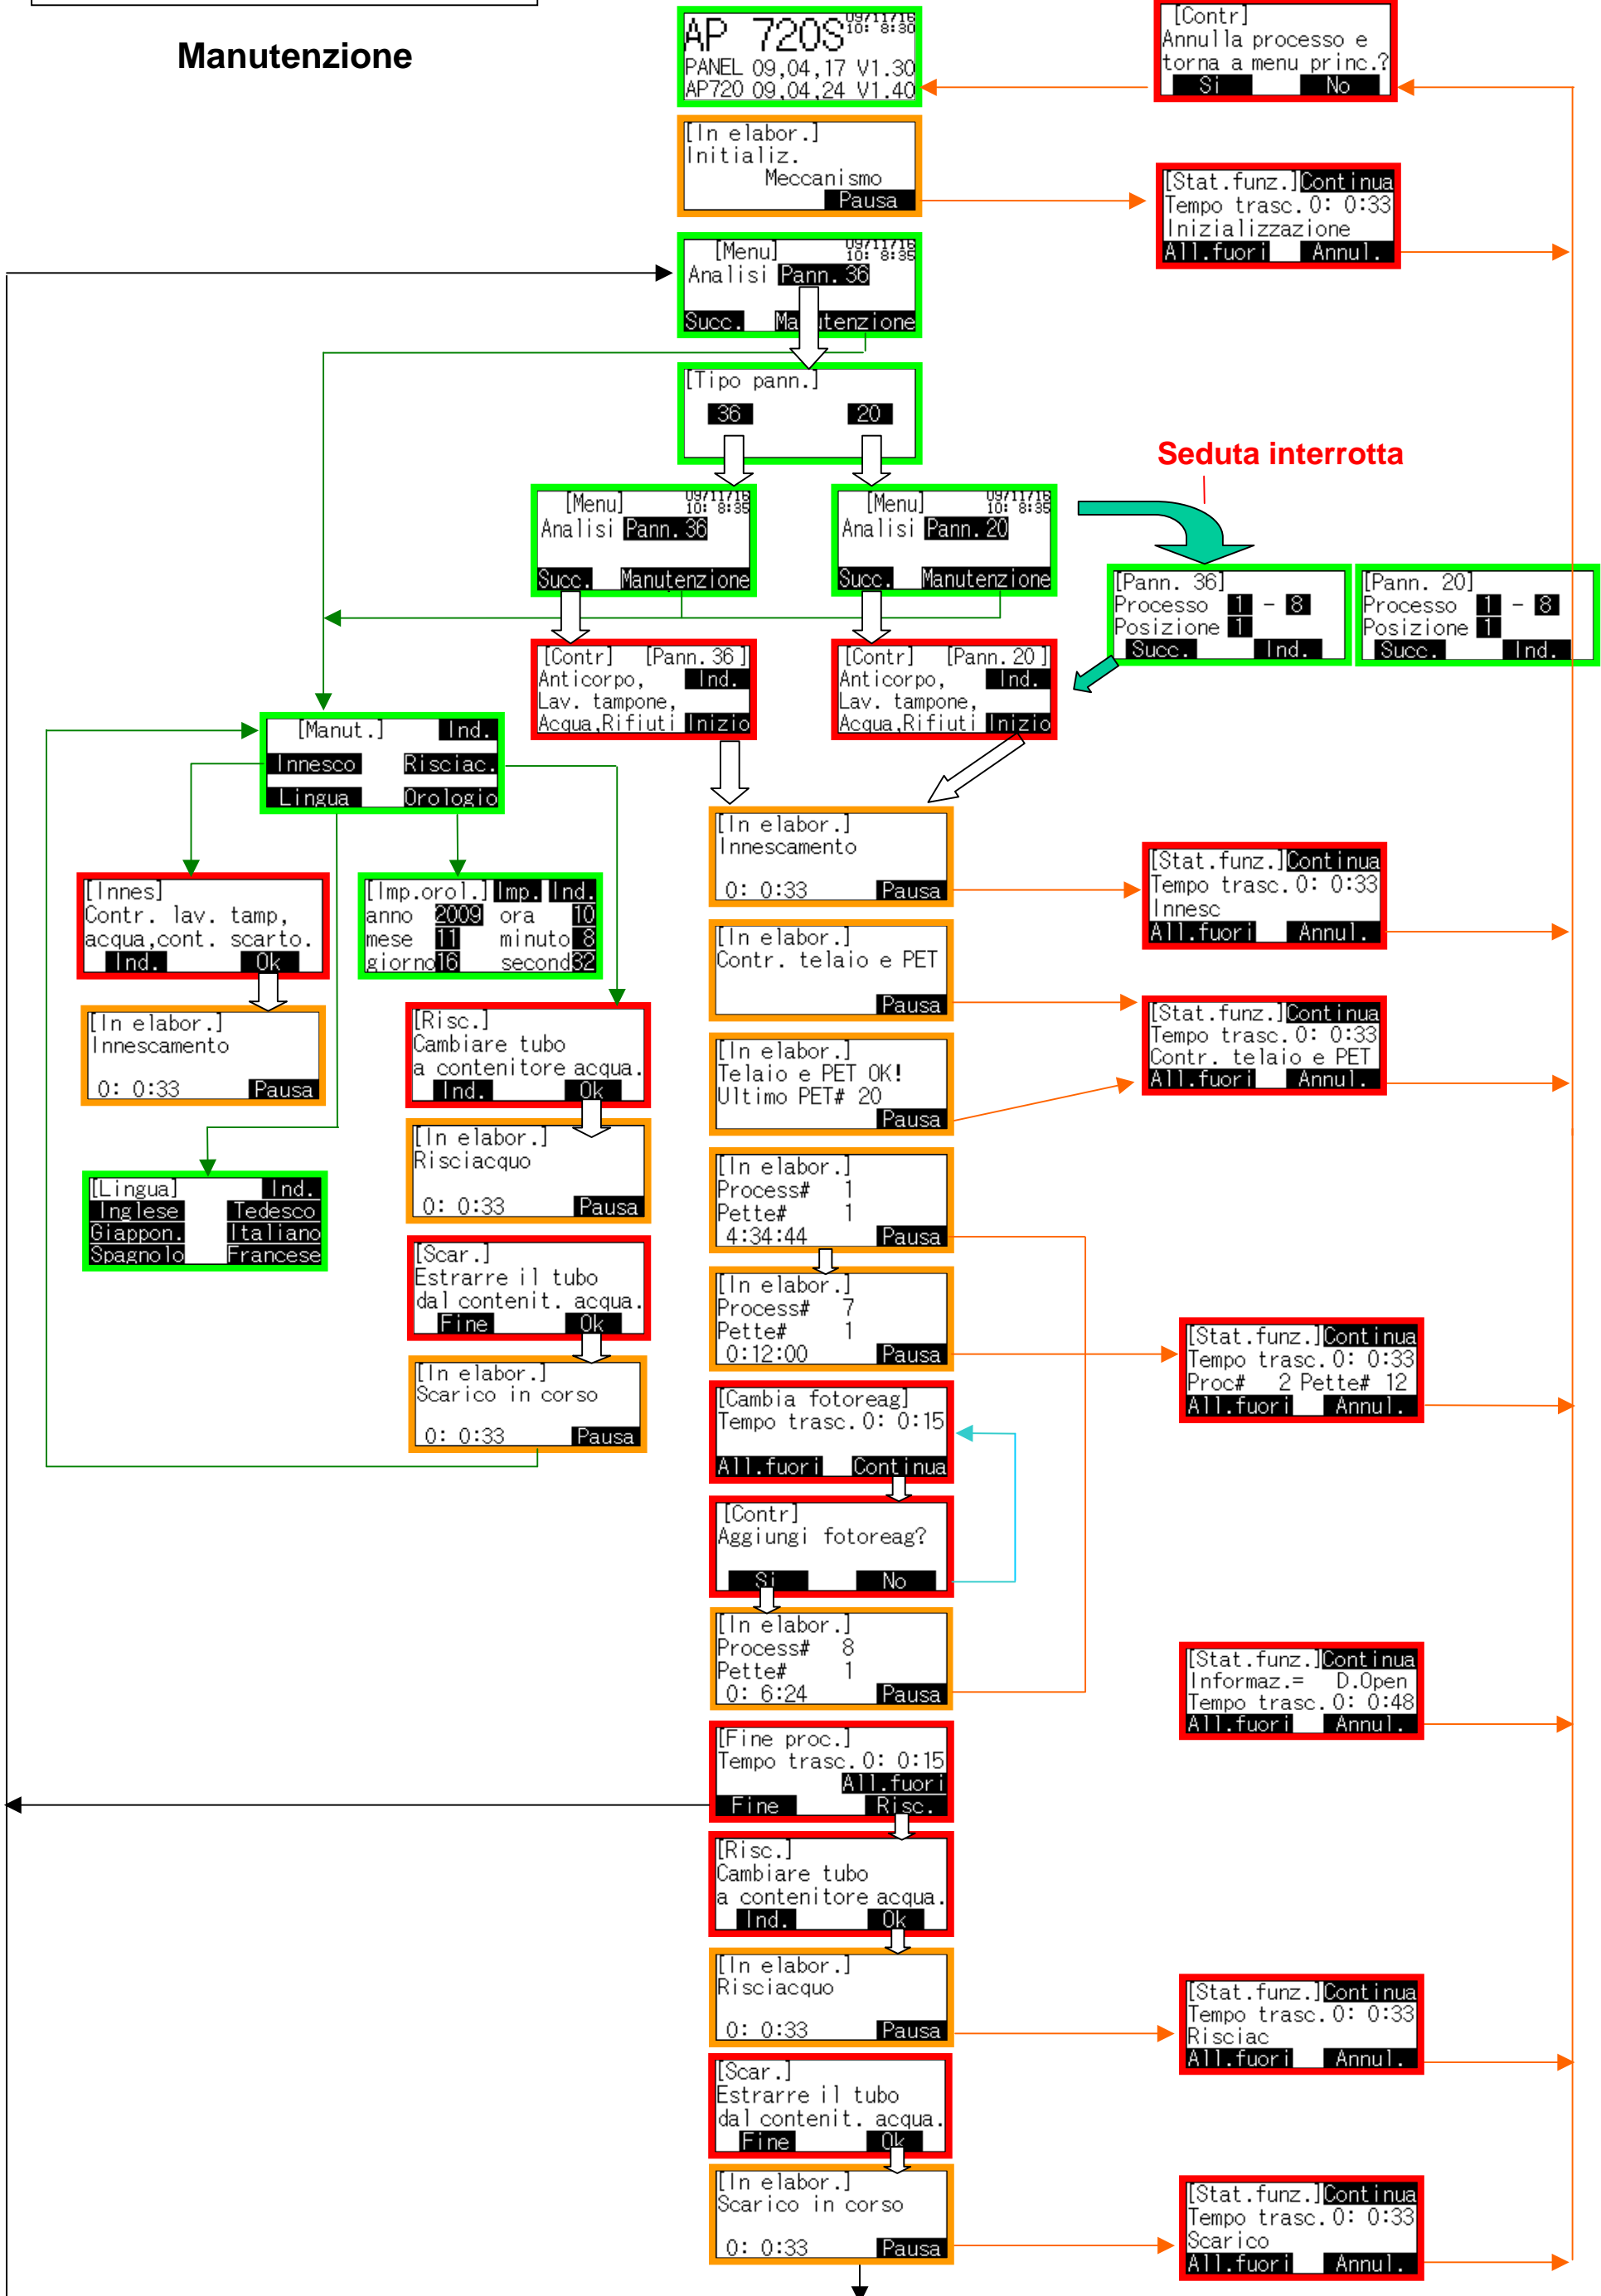 Manutenzione
AP 720S
09/11/16
10: 8:30
PANEL 09,04,17 V1.30
AP720 09,04,24 V1.40
[Contr]
Annulla processo e
torna a menu princ.?
Si No
[In elabor.]
Initializ.
Meccanismo
Pausa
[Stat.funz.]Continua
Tempo trasc. 0: 0:33
Inizializzazione
All.fuori Annul.
[Menu] 09/11/16
10: 8:35
Analisi Pann. 36
Succ. Manutenzione
[Tipo pann.]
36 20
Seduta interrotta
[Menu] 09/11/16
10: 8:35
Analisi Pann. 36
Succ. Manutenzione
[Menu] 09/11/16
10: 8:35
Analisi Pann. 20
Succ. Manutenzione
[Pann. 36]
Processo 1 - 8
Posizione 1
Succ. Ind.
[Pann. 20]
Processo 1 - 8
Posizione 1
Succ. Ind.
[Contr] [Pann. 36 ]
Anticorpo, Ind.
Lav. tampone,
Acqua,Rifiuti Inizio
[Contr] [Pann. 20 ]
Anticorpo, Ind.
Lav. tampone,
Acqua,Rifiuti Inizio
[Manut.] Ind.
Innesco Risciac.
Lingua Orologio
[Innes]
Contr. lav. tamp,
acqua,cont. scarto.
Ind. Ok
[Imp.orol.] Imp. Ind.
anno 2009 ora 10
mese 11 minuto 8
giorno 16 second 32
[In elabor.]
Innescamento
0: 0:33 Pausa
[Stat.funz.]Continua
Tempo trasc. 0: 0:33
Innesc
All.fuori Annul.
[In elabor.]
Contr. telaio e PET
Pausa
[In elabor.]
Innescamento
0: 0:33 Pausa
[Risc.]
Cambiare tubo
a contenitore acqua.
Ind. Ok
[Stat.funz.]Continua
Tempo trasc. 0: 0:33
Contr. telaio e PET
All.fuori Annul.
[In elabor.]
Telaio e PET OK!
Ultimo PET# 20
Pausa
[In elabor.]
Risciacquo
0: 0:33 Pausa
[Lingua] Ind.
Inglese Tedesco
Giappon. Italiano
Spagnolo Francese
[In elabor.]
Process# 1
Pette# 1
4:34:44 Pausa
[Scar.]
Estrarre il tubo
dal contenit. acqua.
Fine Ok
[In elabor.]
Process# 7
Pette# 1
0:12:00 Pausa
[Stat.funz.]Continua
Tempo trasc. 0: 0:33
Proc# 2 Pette# 12
All.fuori Annul.
[In elabor.]
Scarico in corso
0: 0:33 Pausa
[Cambia fotoreag]
Tempo trasc. 0: 0:15
All.fuori Continua
[Contr]
Aggiungi fotoreag?
Si No
[In elabor.]
Process# 8
Pette# 1
0: 6:24 Pausa
[Stat.funz.]Continua
Informaz.= D.Open
Tempo trasc. 0: 0:48
All.fuori Annul.
[Fine proc.]
Tempo trasc. 0: 0:15
All.fuori
Fine Risc.
[Risc.]
Cambiare tubo
a contenitore acqua.
Ind. Ok
[In elabor.]
Risciacquo
0: 0:33 Pausa
[Stat.funz.]Continua
Tempo trasc. 0: 0:33
Risciac
All.fuori Annul.
[Scar.]
Estrarre il tubo
dal contenit. acqua.
Fine Ok
[In elabor.]
Scarico in corso
0: 0:33 Pausa
[Stat.funz.]Continua
Tempo trasc. 0: 0:33
Scarico
All.fuori Annul.